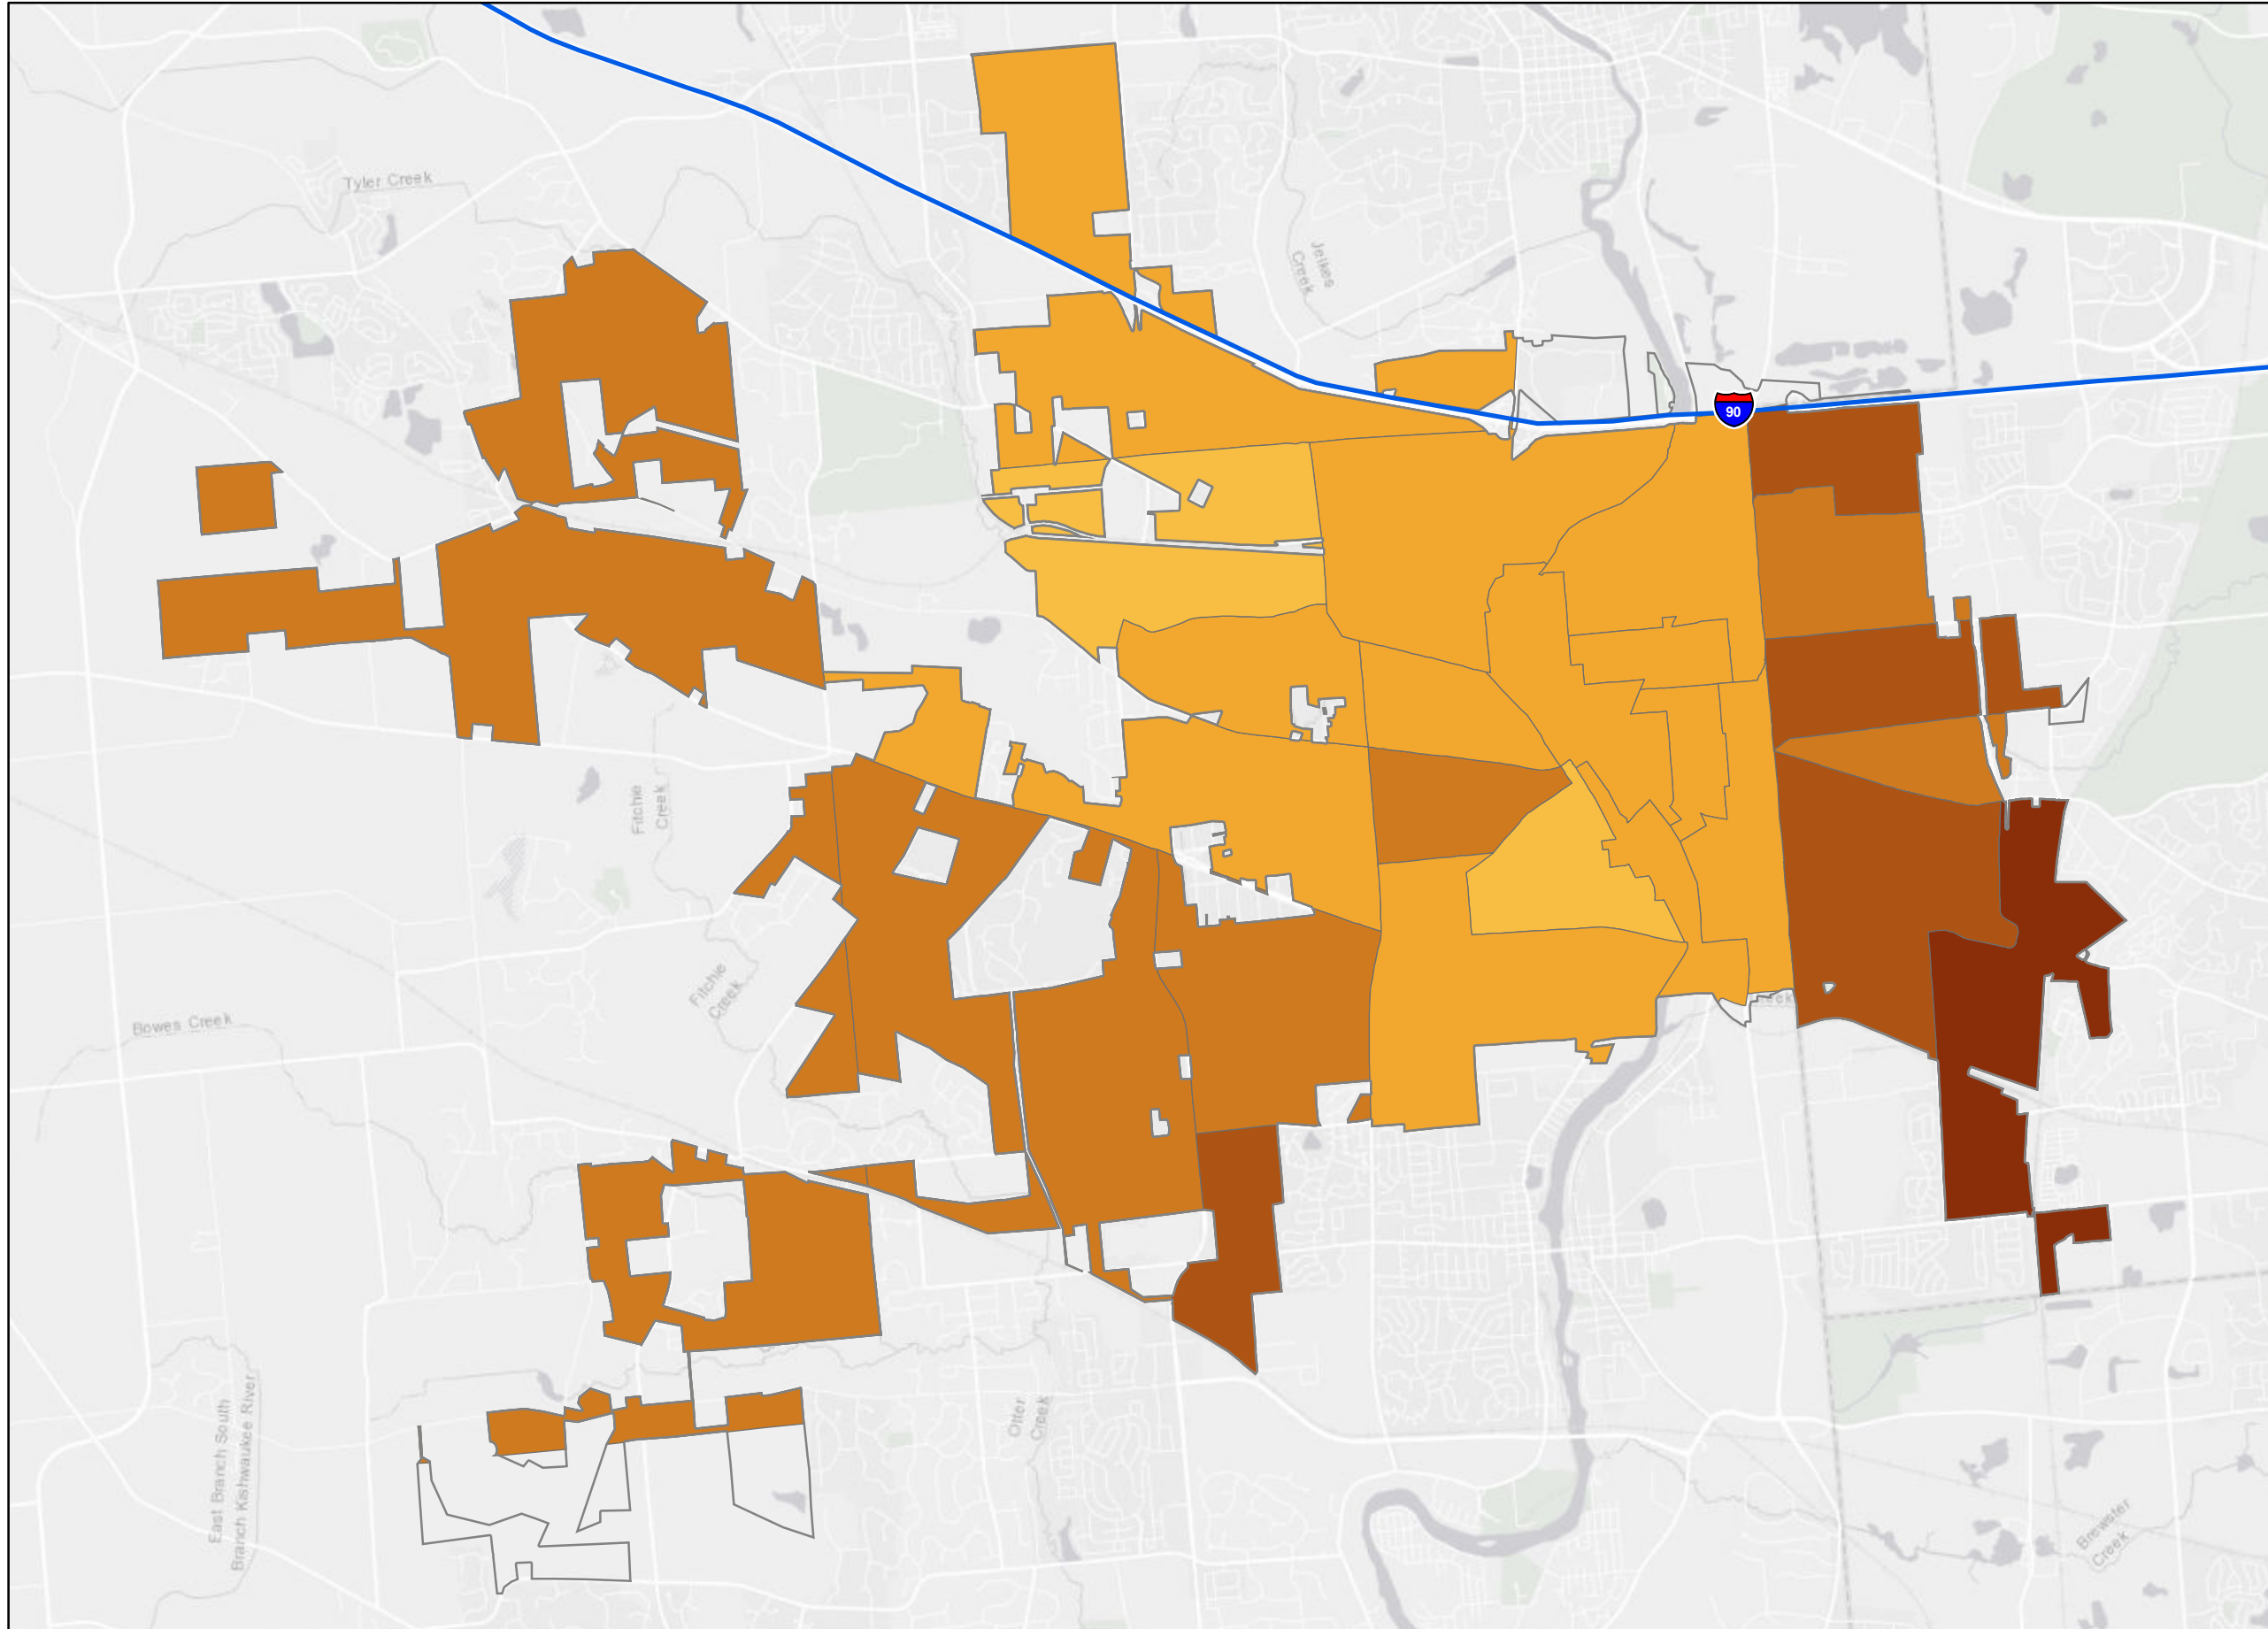 Tyler Creek
Jelkes
Creek
90
Fitchie
Creek
Fitchie
Creek
Bowes Creek
eek
Otter
Creek
East Branch South
Branch Kishwaukee River
Brewster
Creek